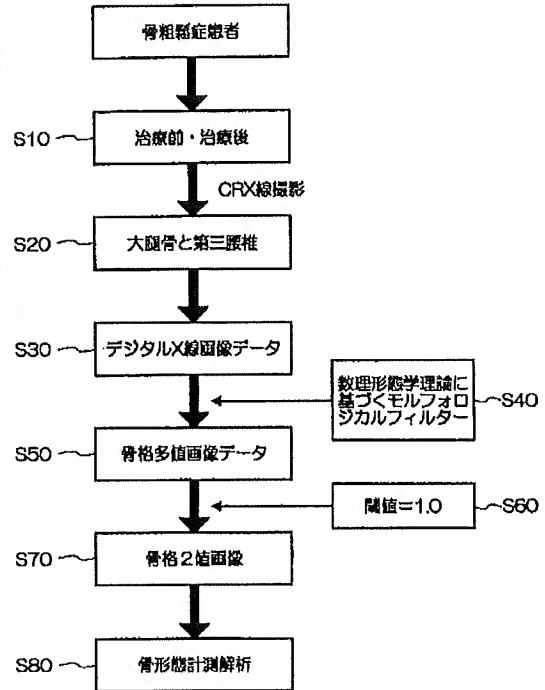 骨粗鬆症患者
S10
治療前・治療後
CRX線撮影
S20
大腿骨と第三腰椎
S30
デジタルX線画像データ
数理形態学理論に
基づくモルフォロ
ジカルフィルター
S40
S50
骨格多値画像データ
閾値=1.0
S60
S70
骨格2値画像
S80
骨形態計測解析